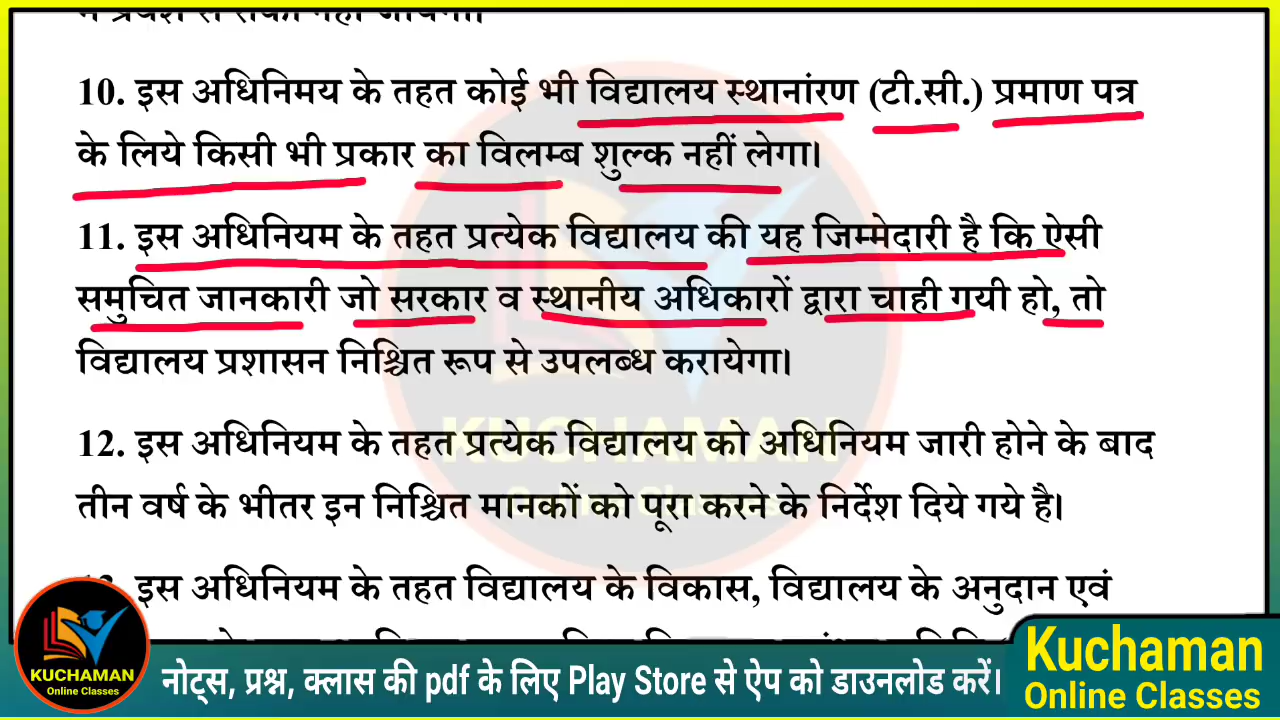 10. इस अधिनिमय के तहत कोई भी विद्यालय स्थानांरण (टी.सी.) प्रमाण पत्र
के लिये किसी भी प्रकार का विलम्ब शुल्क नहीं लेगा।
11. इस अधिनियम के तहत प्रत्येक विद्यालय की यह जिम्मेदारी है कि ऐसी
समुचित जानकारी जो सरकार व स्थानीय अधिकारों द्वारा चाही गयी हो, तो
विद्यालय प्रशासन निश्चित रूप से उपलब्ध करायेगा।
KUCHAMAN
Online Classes
12. इस अधिनियम के तहत प्रत्येक विद्यालय को अधिनियम जारी होने के बाद
तीन वर्ष के भीतर इन निश्चित मानकों को पूरा करने के निर्देश दिये गये है।
इस अधिनियम के तहत विद्यालय के विकास, विद्यालय के अनुदान एवं
KUCHAMAN
Online Classes
नोट्स, प्रश्न, क्लास की pdf के लिए Play Store से ऐप को डाउनलोड करें।
Kuchaman
Online Classes